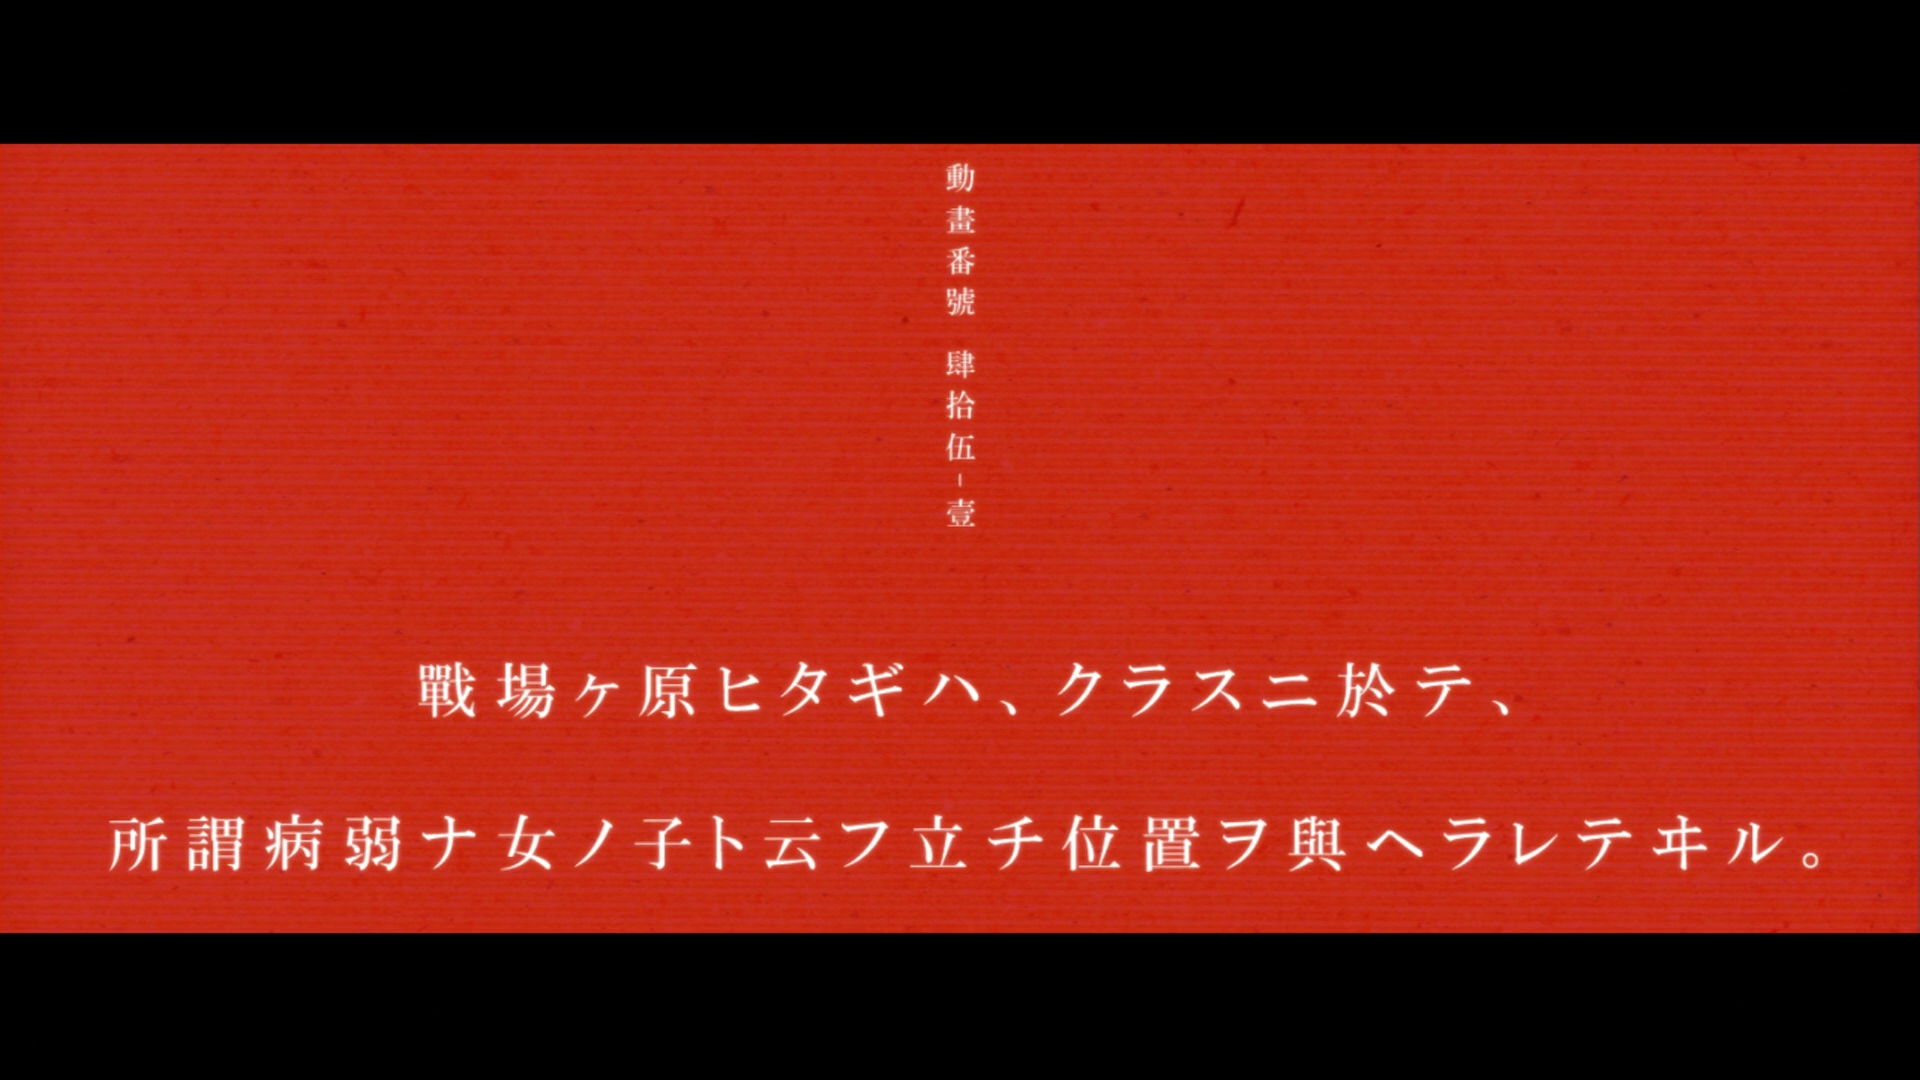 動畫番號 肆拾伍-壹
戰場ヶ原ヒタギハ、クラスニ於テ、
所謂病弱ナ女ノ子ト云フ立チ位置ヲ與ヘラレテヰル。